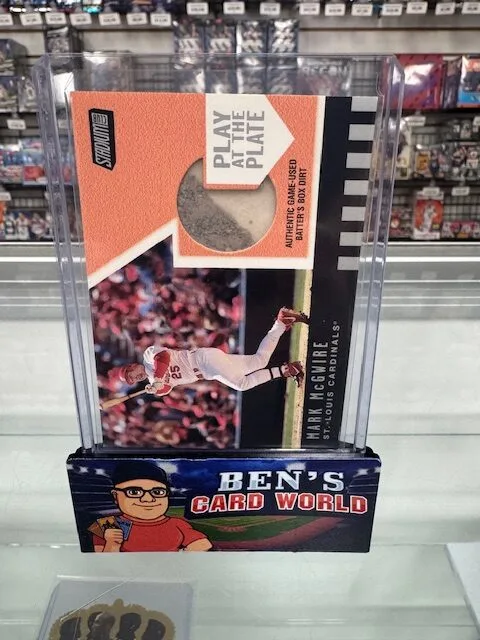 STADIUM CLUB
PLAY
AT THE
PLATE
AUTHENTIC GAME-USED
BATTER'S BOX DIRT
25
MARK McGWIRE
ST. LOUIS CARDINALS®
BEN'S
CARD WORLD